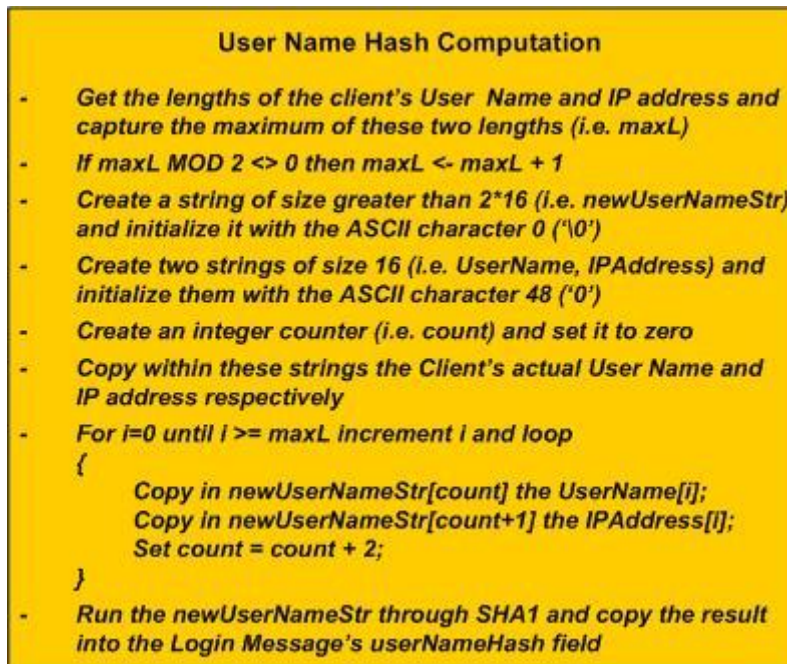 User Name Hash Computation
- Get the lengths of the client's User Name and IP address and
capture the maximum of these two lengths (i.e. maxL)
- If maxL MOD 2 <> 0 then maxL <- maxL + 1
- Create a string of size greater than 2*16 (i.e. newUserNameStr)
and initialize it with the ASCII character 0 ('\0')
- Create two strings of size 16 (i.e. UserName, IPAddress) and
initialize them with the ASCII character 48 ('0')
- Create an integer counter (i.e. count) and set it to zero
- Copy within these strings the Client's actual User Name and
IP address respectively
- For i=0 until i >= maxL increment i and loop
{
Copy in newUserNameStr[count] the UserName[i];
Copy in newUserNameStr[count+1] the IPAddress[i];
Set count = count + 2;
}
- Run the newUserNameStr through SHA1 and copy the result
into the Login Message's userNameHash field